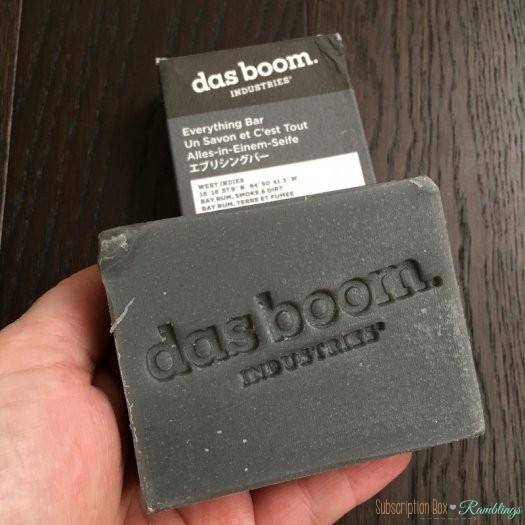 das boom.
INDUSTRIES®
Everything Bar
Un Savon et C'est Tout
Alles-in-Einem-Seife
エブリシングバー
WEST INDIES
BAY RUM, SMOKE & DIRT
BAY RUM, TERRE ET FUMEE
das boom.
INDUSTRIES®
Subscription Box ♥ Ramblings